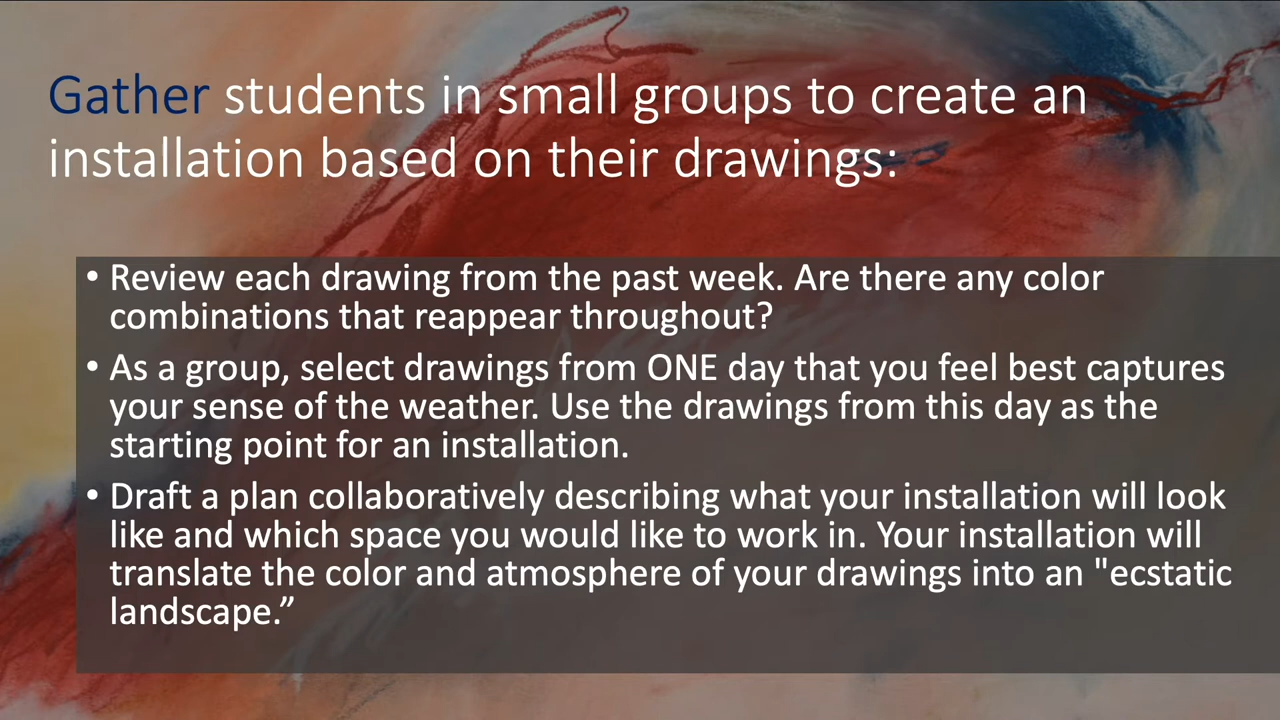 Gather students in small groups to create an
installation based on their drawings:
• Review each drawing from the past week. Are there any color
combinations that reappear throughout?
• As a group, select drawings from ONE day that you feel best captures
your sense of the weather. Use the drawings from this day as the
starting point for an installation.
• Draft a plan collaboratively describing what your installation will look
like and which space you would like to work in. Your installation will
translate the color and atmosphere of your drawings into an "ecstatic
landscape.”